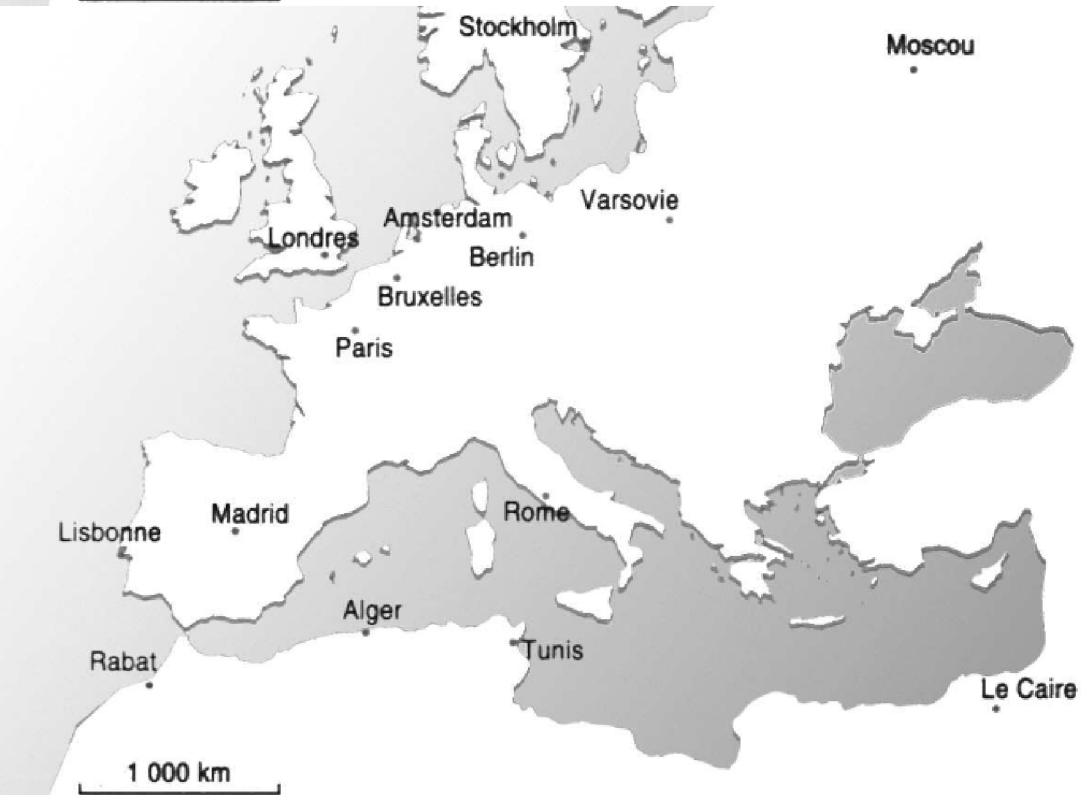 Stockholm
Moscou
Varsovie
Amsterdam
Londres
Berlin
Bruxelles
Paris
Rome
Madrid
Lisbonne
Alger
Tunis
Rabat
Le Caire
1 000 km